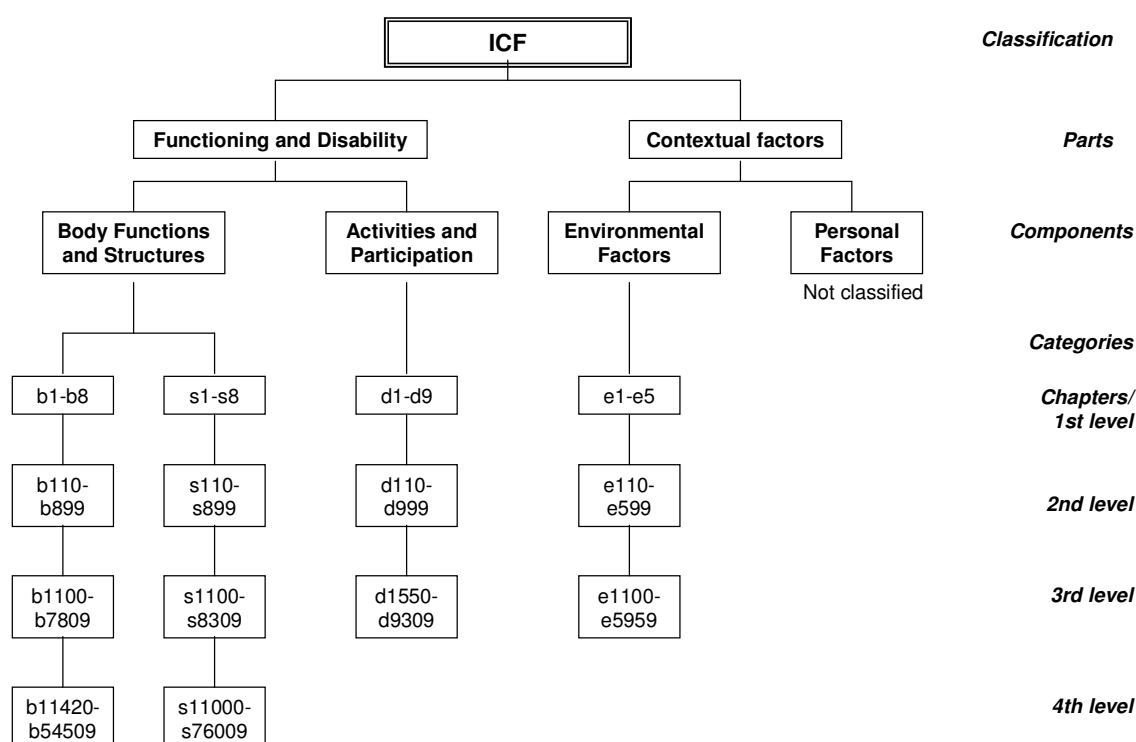 ICF
Classification
Functioning and Disability
Contextual factors
Parts
Body Functions
and Structures
Activities and
Participation
Environmental
Factors
Personal
Factors
Components
Not classified
Categories
b1-b8
s1-s8
d1-d9
e1-e5
Chapters/
1st level
b110-
b899
s110-
s899
d110-
d999
e110-
e599
2nd level
b1100-
b7809
s1100-
s8309
d1550-
d9309
e1100-
e5959
3rd level
b11420-
b54509
s11000-
s76009
4th level